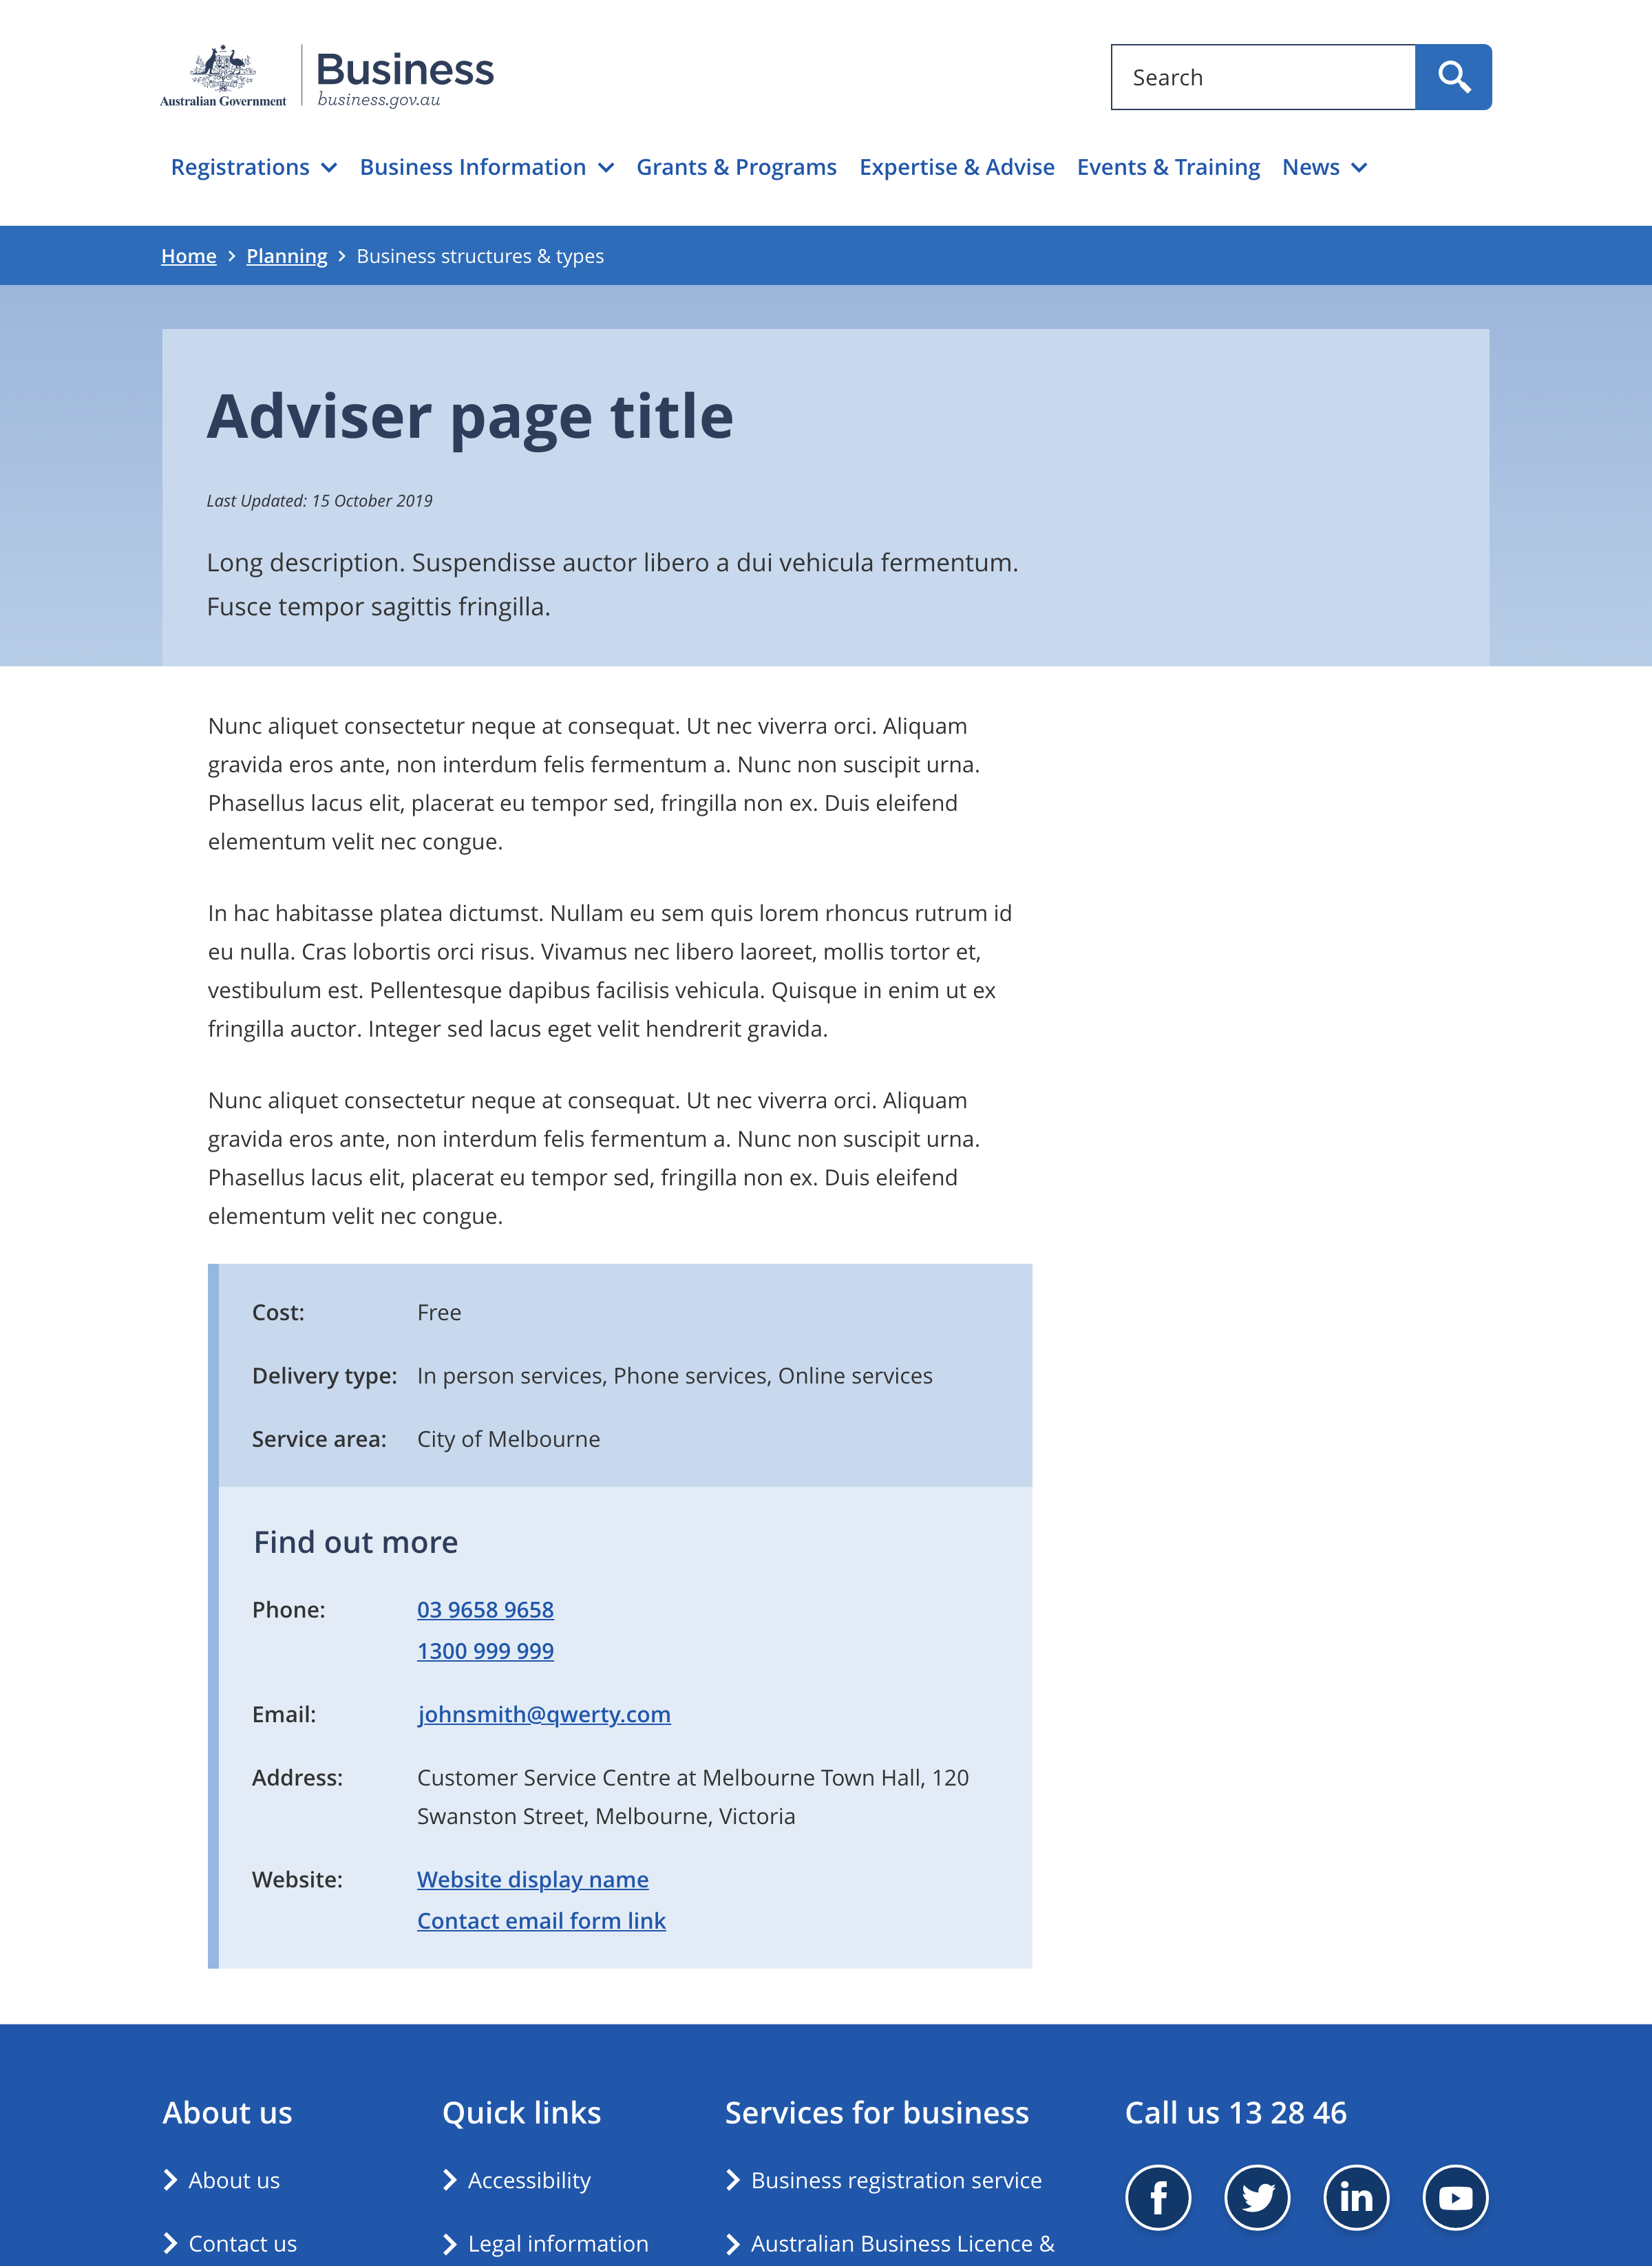 Australian Government
Business
business.gov.au
Search
Registrations Business Information Grants & Programs Expertise & Advise Events & Training News
Home Planning Business structures & types
Adviser page title
Last Updated: 15 October 2019
Long description. Suspendisse auctor libero a dui vehicula fermentum.
Fusce tempor sagittis fringilla.
Nunc aliquet consectetur neque at consequat. Ut nec viverra orci. Aliquam
gravida eros ante, non interdum felis fermentum a. Nunc non suscipit urna.
Phasellus lacus elit, placerat eu tempor sed, fringilla non ex. Duis eleifend
elementum velit nec congue.
In hac habitasse platea dictumst. Nullam eu sem quis lorem rhoncus rutrum id
eu nulla. Cras lobortis orci risus. Vivamus nec libero laoreet, mollis tortor et,
vestibulum est. Pellentesque dapibus facilisis vehicula. Quisque in enim ut ex
fringilla auctor. Integer sed lacus eget velit hendrerit gravida.
Nunc aliquet consectetur neque at consequat. Ut nec viverra orci. Aliquam
gravida eros ante, non interdum felis fermentum a. Nunc non suscipit urna.
Phasellus lacus elit, placerat eu tempor sed, fringilla non ex. Duis eleifend
elementum velit nec congue.
Cost: Free
Delivery type: In person services, Phone services, Online services
Service area: City of Melbourne
Find out more
Phone: 03 9658 9658
1300 999 999
Email: johnsmith@qwerty.com
Address: Customer Service Centre at Melbourne Town Hall, 120
Swanston Street, Melbourne, Victoria
Website: Website display name
Contact email form link
About us
About us
Contact us
Quick links
Accessibility
Legal information
Services for business
Business registration service
Australian Business Licence &
Call us 13 28 46